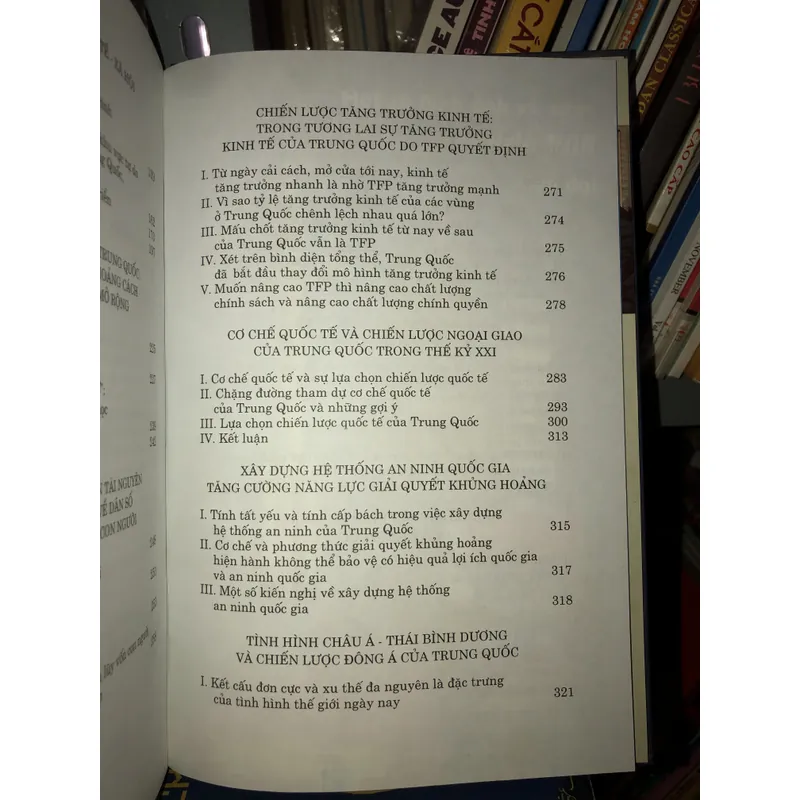 CHIẾN LƯỢC TĂNG TRƯỞNG KINH TẾ:
TRONG TƯƠNG LAI SỰ TĂNG TRƯỞNG
KINH TẾ CỦA TRUNG QUỐC DO TFP QUYẾT ĐỊNH
I. Từ ngày cải cách, mở cửa tới nay, kinh tế
tăng trưởng nhanh là nhờ TFP tăng trưởng mạnh 271
II. Vì sao tỷ lệ tăng trưởng kinh tế của các vùng
ở Trung Quốc chênh lệch nhau quá lớn? 274
III. Mấu chốt tăng trưởng kinh tế từ nay về sau
của Trung Quốc vẫn là TFP 275
IV. Xét trên bình diện tổng thể, Trung Quốc
đã bắt đầu thay đổi mô hình tăng trưởng kinh tế 276
V. Muốn nâng cao TFP thì nâng cao chất lượng
chính sách và nâng cao chất lượng chính quyền 278
CƠ CHẾ QUỐC TẾ VÀ CHIẾN LƯỢC NGOẠI GIAO
CỦA TRUNG QUỐC TRONG THẾ KỶ XXI
I. Cơ chế quốc tế và sự lựa chọn chiến lược quốc tế 283
II. Chặng đường tham dự cơ chế quốc tế
của Trung Quốc và những gợi ý 293
III. Lựa chọn chiến lược quốc tế của Trung Quốc 300
IV. Kết luận 313
XÂY DỰNG HỆ THỐNG AN NINH QUỐC GIA
TĂNG CƯỜNG NĂNG LỰC GIẢI QUYẾT KHỦNG HOẢNG
I. Tính tất yếu và tính cấp bách trong việc xây dựng
hệ thống an ninh của Trung Quốc 315
II. Cơ chế và phương thức giải quyết khủng hoảng
hiện hành không thể bảo vệ có hiệu quả lợi ích quốc gia
và an ninh quốc gia 317
III. Một số kiến nghị về xây dựng hệ thống
an ninh quốc gia 318
TÌNH HÌNH CHÂU Á - THÁI BÌNH DƯƠNG
VÀ CHIẾN LƯỢC ĐÔNG Á CỦA TRUNG QUỐC
I. Kết cấu đơn cực và xu thế đa nguyên là đặc trưng
của tình hình thế giới ngày nay 321
TRUNG QUỐC
MỞ RỘNG
TÀI NGUYÊN
VỀ DÂN SỐ
CON NGƯỜI
CAO CẤP
NOVEMBER